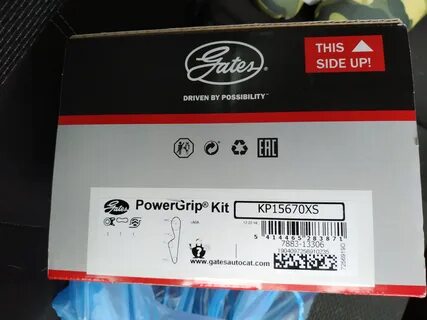 Gates®
DRIVEN BY POSSIBILITY™
THIS
SIDE UP!
EAC
Gates
PowerGrip® Kit
KP15670XS
5 414465 283871
7883-13306
www.gatesautocat.com